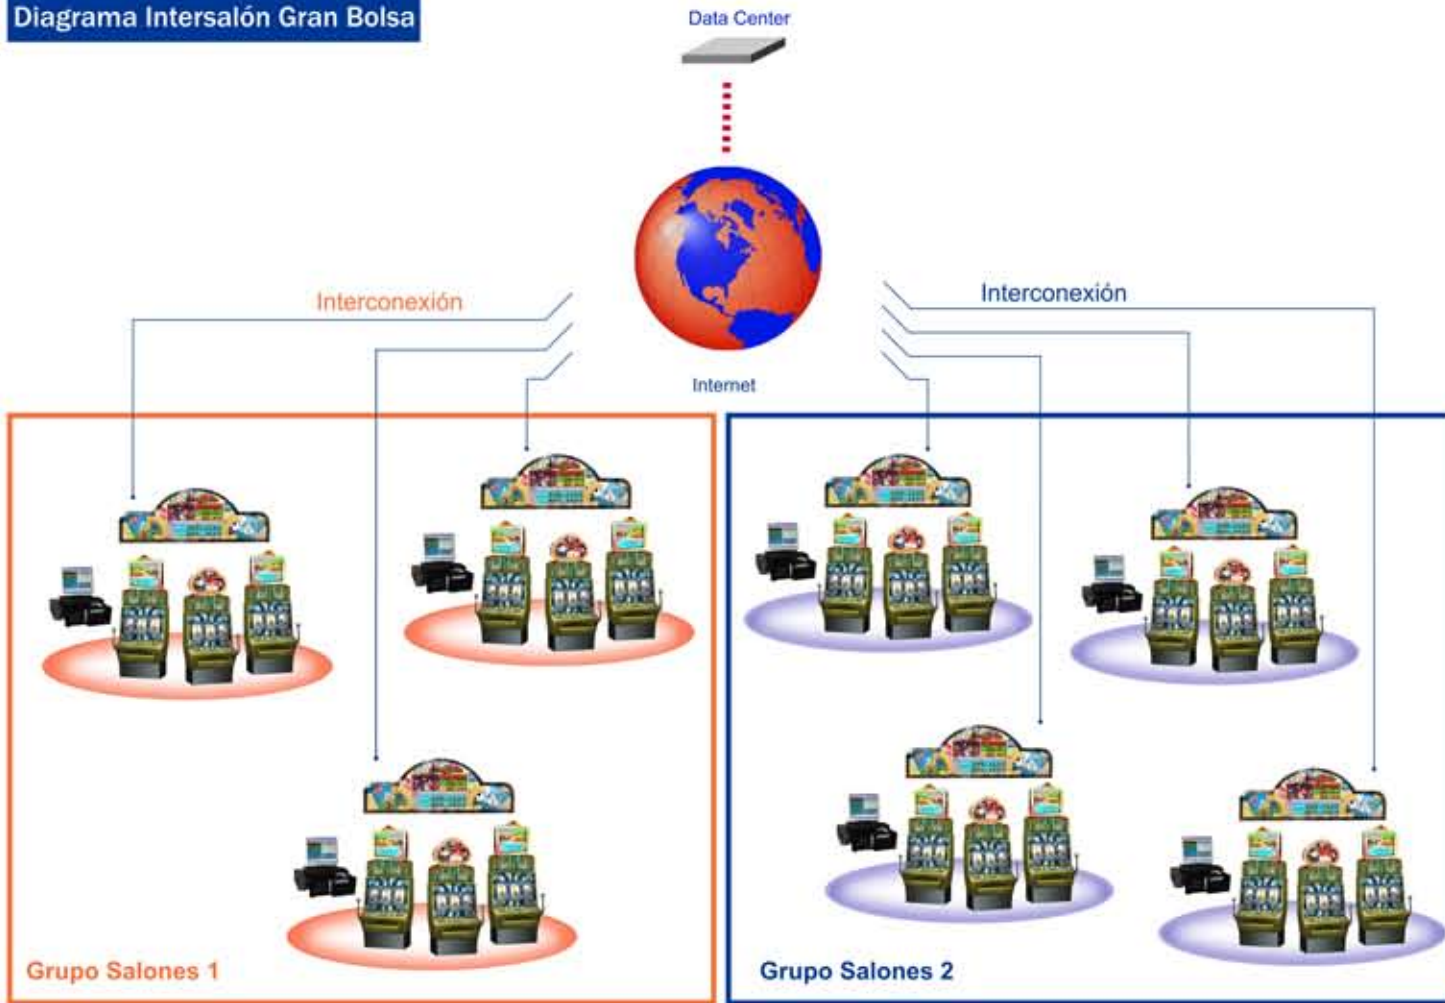 Diagrama Intersalón Gran Bolsa
Data Center
Interconexión
Interconexión
Internet
Grupo Salones 1
Grupo Salones 2